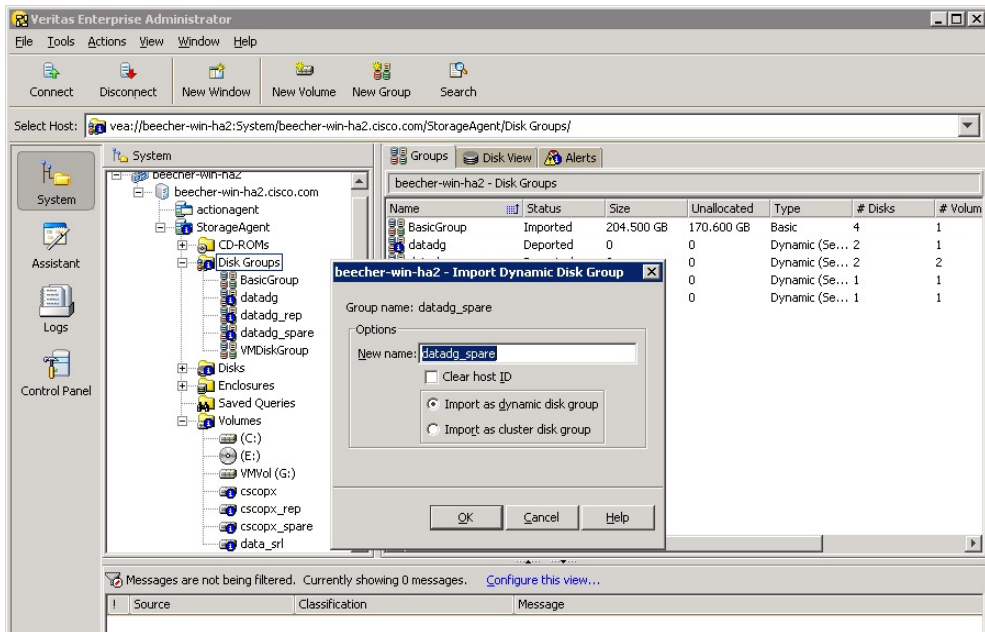 Veritas Enterprise Administrator
File Tools Actions View Window Help
Connect Disconnect New Window New Volume New Group Search
Select Host: vea://beecher-win-ha2:System/beecher-win-ha2.cisco.com/StorageAgent/Disk Groups/
System
Assistant
Logs
Control Panel
System
beecher-win-ha2
beecher-win-ha2.cisco.com
actionagent
StorageAgent
CD-ROMs
Disk Groups
BasicGroup
datadg
datadg_rep
datadg_spare
VMDiskGroup
Disks
Enclosures
Saved Queries
Volumes
(C:)
(E:)
VMVol (G:)
cscopx
cscopx_rep
cscopx_spare
data_srl
Groups Disk View Alerts
beecher-win-ha2 - Disk Groups
Name Status Size Unallocated Type # Disks # Volum
BasicGroup Imported 204.500 GB 170.600 GB Basic 4 1
datadg Deported 0 0 Dynamic (Se... 2 1
0 Dynamic (Se... 2 2
0 Dynamic (Se... 1 1
0 Dynamic (Se... 1 1
beecher-win-ha2 - Import Dynamic Disk Group
Group name: datadg_spare
Options
New name: datadg_spare
Clear host ID
Import as dynamic disk group
Import as cluster disk group
OK Cancel Help
Messages are not being filtered. Currently showing 0 messages. Configure this view...
! Source Classification Message